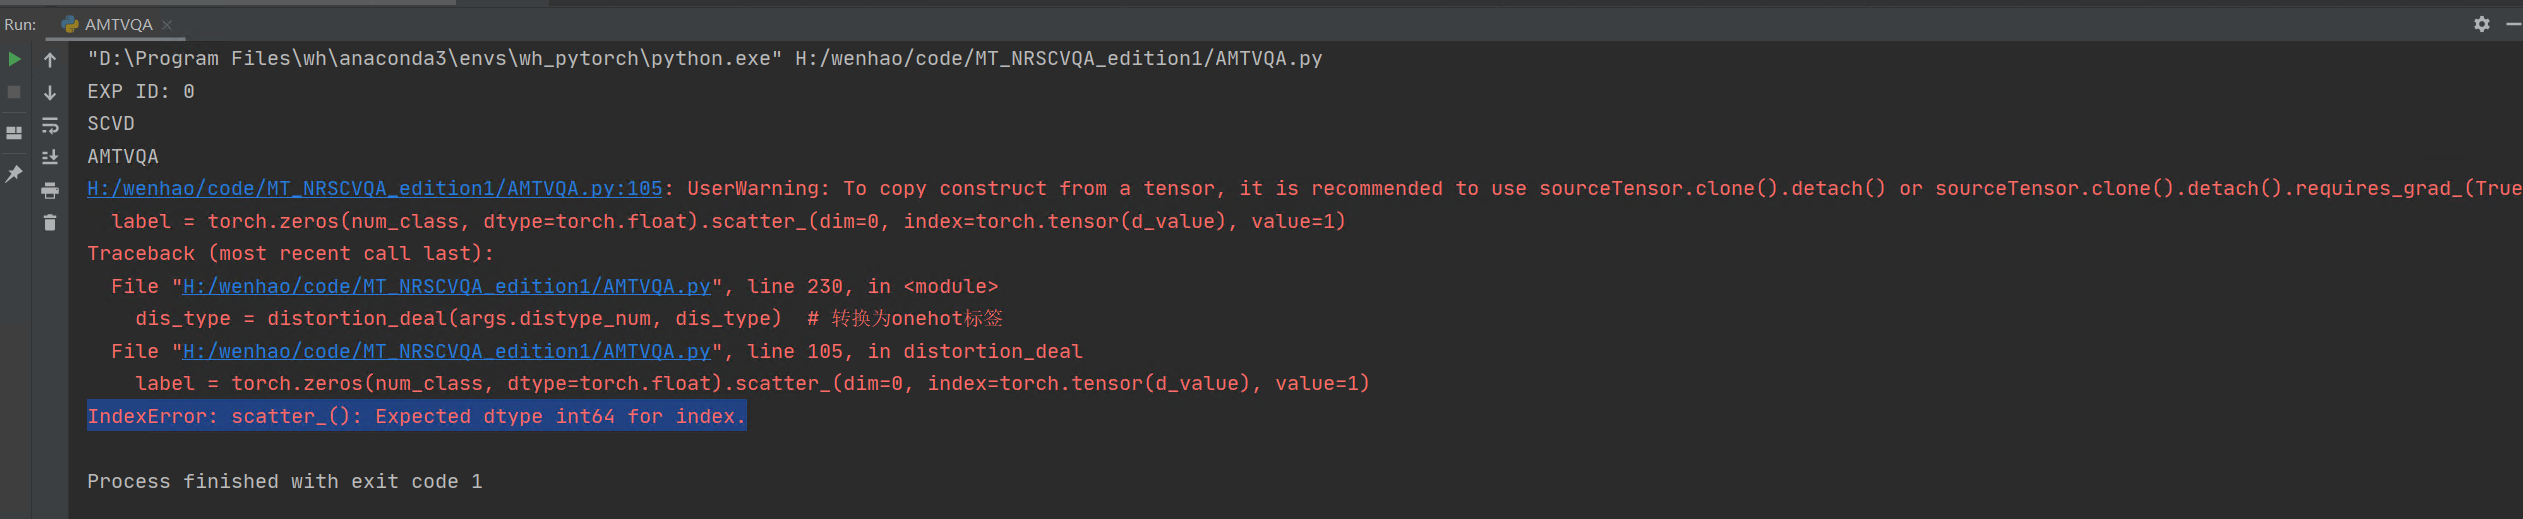 Run: AMTVQA
"D:\Program Files\wh\anaconda3\envs\wh_pytorch\python.exe" H:/wenhao/code/MT_NRSCVQA_edition1/AMTVQA.py
EXP ID: 0
SCVD
AMTVQA
H:/wenhao/code/MT_NRSCVQA_edition1/AMTVQA.py:105: UserWarning: To copy construct from a tensor, it is recommended to use sourceTensor.clone().detach() or sourceTensor.clone().detach().requires_grad_(True
label = torch.zeros(num_class, dtype=torch.float).scatter_(dim=0, index=torch.tensor(d_value), value=1)
Traceback (most recent call last):
File "H:/wenhao/code/MT_NRSCVQA_edition1/AMTVQA.py", line 230, in <module>
dis_type = distortion_deal(args.distype_num, dis_type)  # 转换为onehot标签
File "H:/wenhao/code/MT_NRSCVQA_edition1/AMTVQA.py", line 105, in distortion_deal
label = torch.zeros(num_class, dtype=torch.float).scatter_(dim=0, index=torch.tensor(d_value), value=1)
IndexError: scatter_(): Expected dtype int64 for index.
Process finished with exit code 1